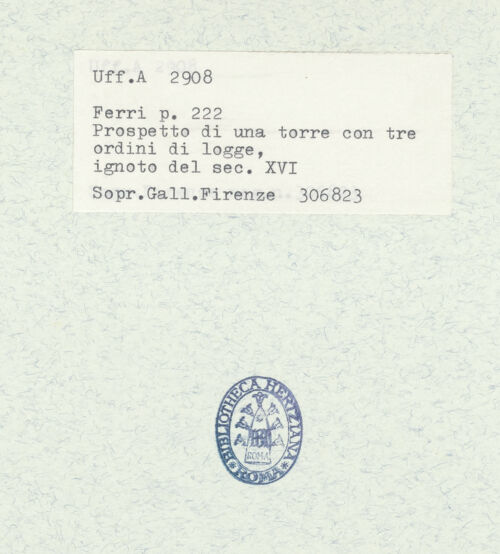 Uff.A 2908
Ferri p. 222
Prospetto di una torre con tre
ordini di logge,
ignoto del sec. XVI
Sopr.Gall.Firenze 306823
BIBLIOTHECA HERTZIANA
ROMA
ROMA